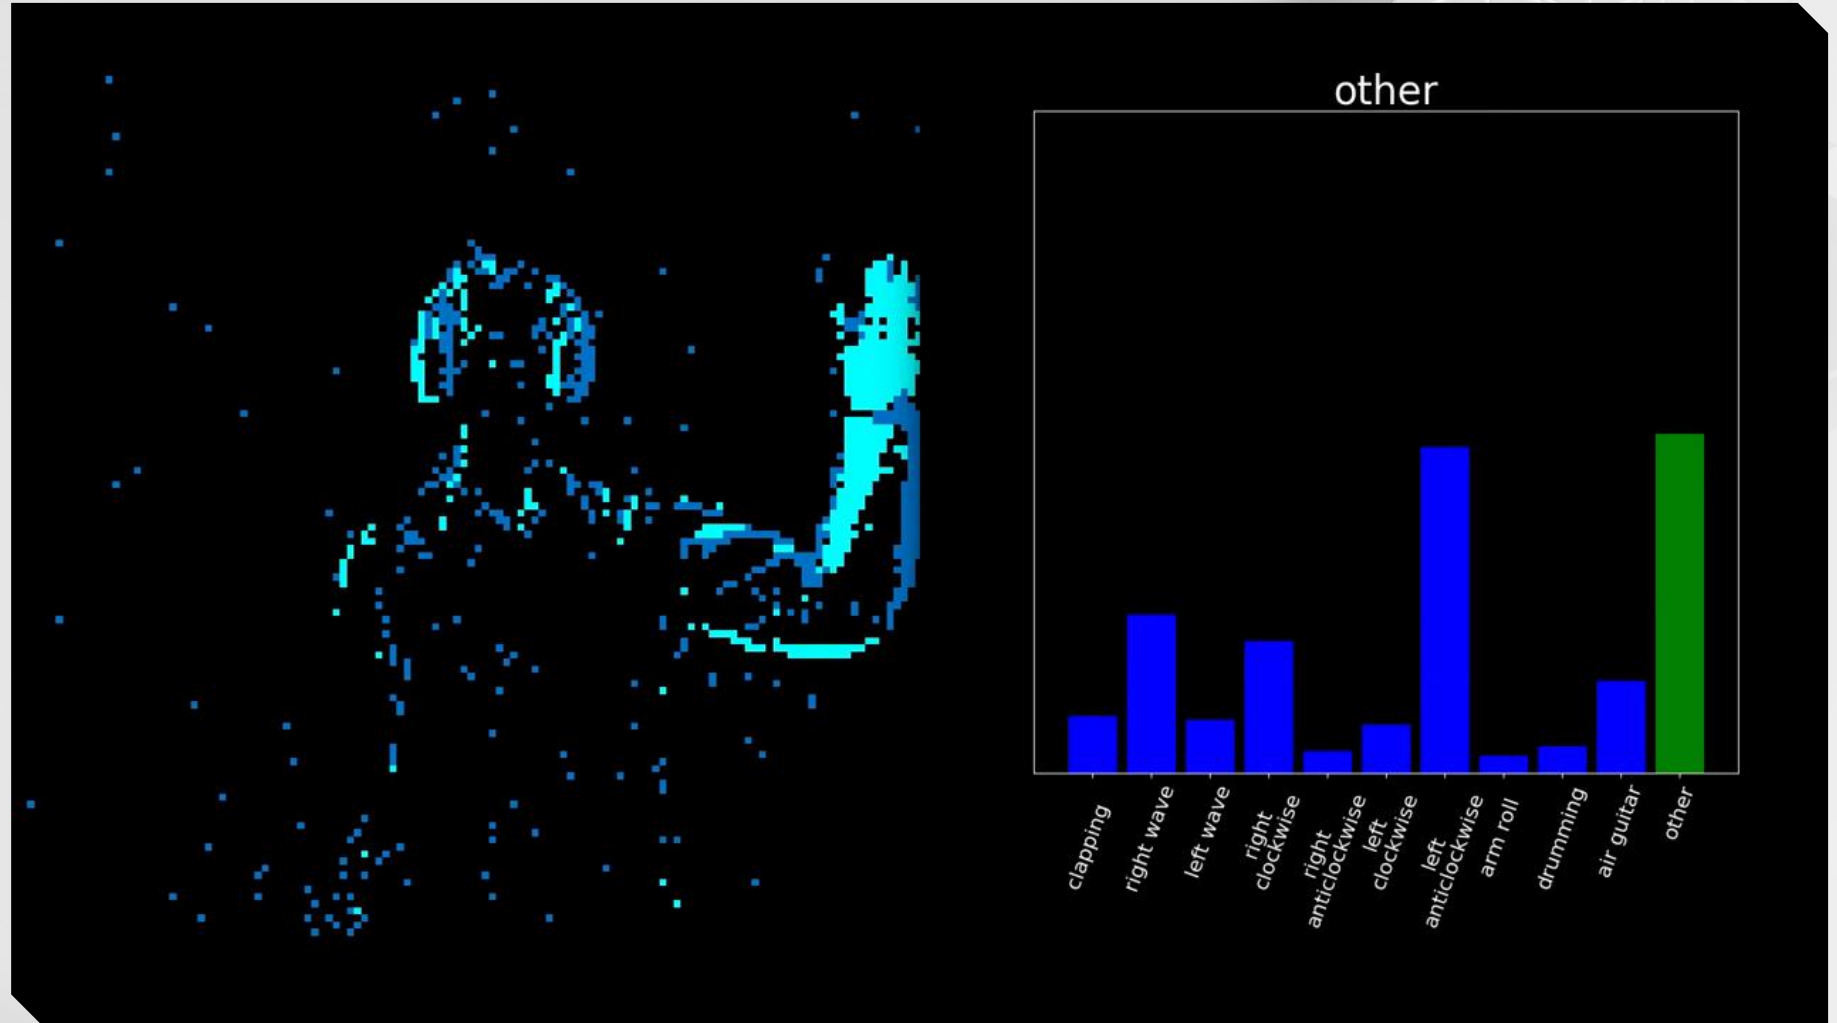 other
clapping
right wave
left wave
right
clockwise
right
anticlockwise
left
clockwise
left
anticlockwise
arm roll
drumming
air guitar
other